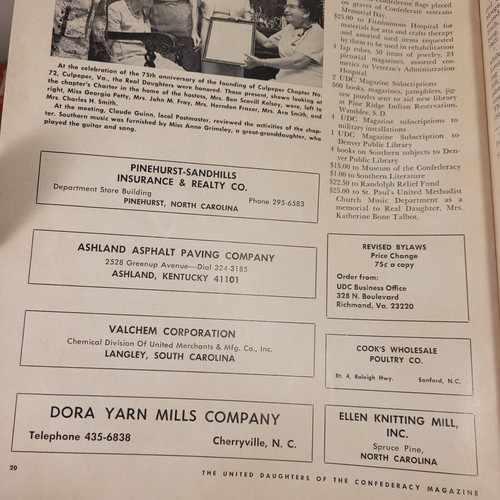 At the celebration of the 75th anniversary of the founding of Culpeper Chapter No.
72, Culpeper, Va., the Real Daughters were honored. Those present, shown looking at
the chapter's Charter in the home of the hostess, Mrs. Ben Scovill Kelsey, were, left to
right, Miss Georgia Petty, Mrs. John M. Fray, Mrs. Hansford Frazer, Mrs. Ara Smith, and
Mrs. Charles H. Smith.
At the meeting, Claude Guinn, local Postmaster, reviewed the activities of the chap-
ter. Southern music was furnished by Miss Anne Grimsley, a great-granddaughter, who
played the guitar and sang.
PINEHURST-SANDHILLS
INSURANCE & REALTY CO.
Department Store Building Phone 295-6583
PINEHURST, NORTH CAROLINA
ASHLAND ASPHALT PAVING COMPANY
2528 Greenup Avenue—Dial 324-3185
ASHLAND, KENTUCKY 41101
VALCHEM CORPORATION
Chemical Division Of United Merchants & Mfg. Co., Inc.
LANGLEY, SOUTH CAROLINA
DORA YARN MILLS COMPANY
Telephone 435-6838 Cherryville, N. C.
Confederate flags placed
on graves of Confederate veterans
Memorial Day.
$25.00 to Fitzsimmons Hospital for
materials for arts and crafts therapy
and assorted used items requested
by them to be used in rehabilitation
4 lap robes, 50 items of jewelry, 24
pictorial magazines, assorted cos-
metics to Veteran's Administration
Hospital
2 UDC Magazine Subscriptions
500 books, magazines, pamphlets, jig-
saw puzzles sent to aid new library
at Pine Ridge Indian Reservation,
Wamblee, S. D.
4 UDC Magazine subscriptions to
military installations
1 UDC Magazine Subscription to
Denver Public Library
4 books on Southern subjects to Den-
ver Public Library
$15.00 to Museum of the Confederacy
$1.00 to Southern Literature
$22.50 to Randolph Relief Fund
$25.00 to St. Paul's United Methodist
Church Music Department as a
memorial to Real Daughter, Mrs.
Katherine Bone Talbot.
REVISED BYLAWS
Price Change
75¢ a copy
Order from:
UDC Business Office
328 N. Boulevard
Richmond, Va. 23220
COOK'S WHOLESALE
POULTRY CO.
Rt. 4, Raleigh Hwy. Sanford, N.C.
ELLEN KNITTING MILL,
INC.
Spruce Pine,
NORTH CAROLINA
20
THE UNITED DAUGHTERS OF THE CONFEDERACY MAGAZINE